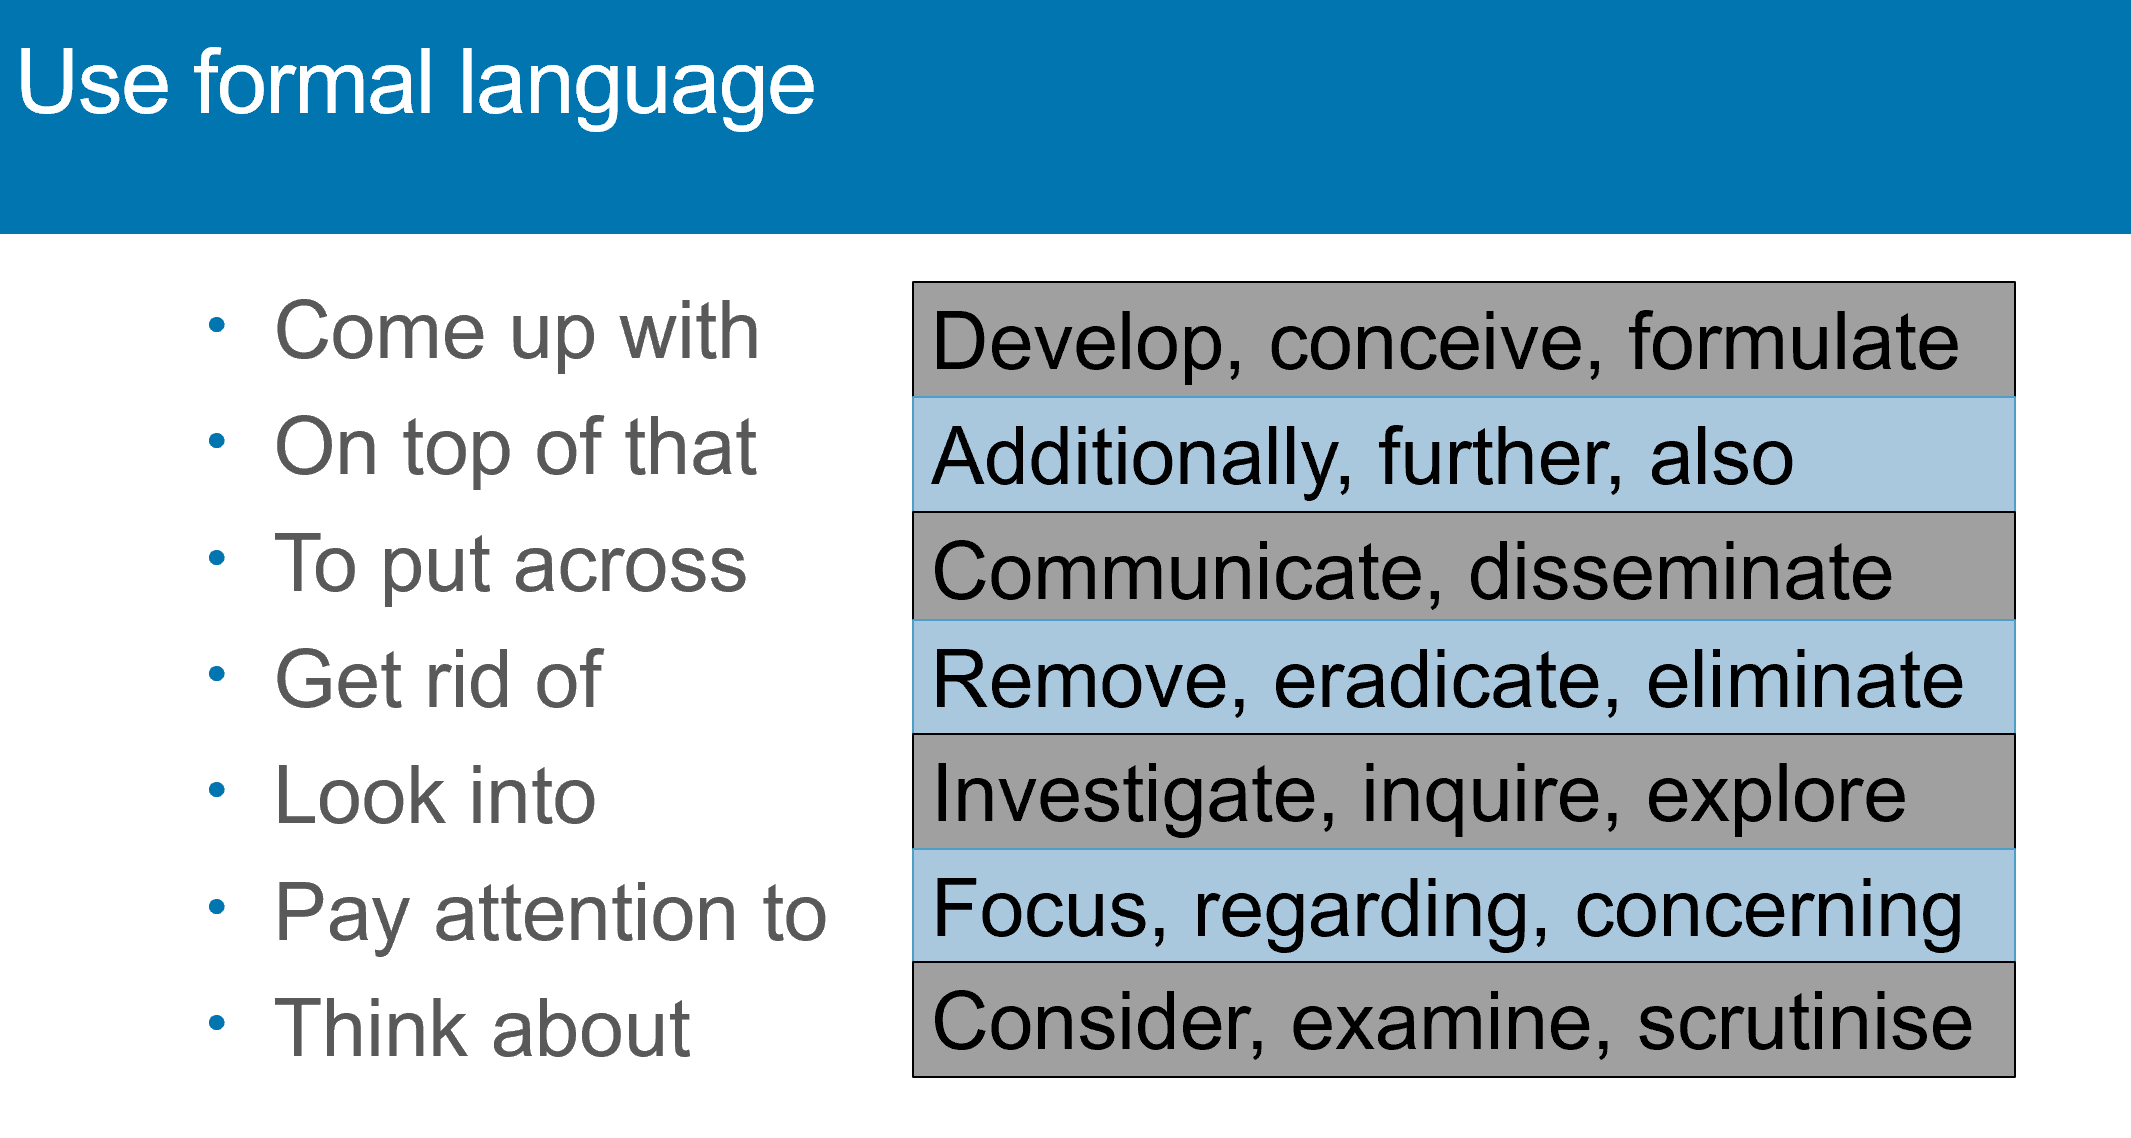 Use formal language
Come up with
Develop, conceive, formulate
On top of that
Additionally, further, also
To put across
Communicate, disseminate
Get rid of
Remove, eradicate, eliminate
Look into
Investigate, inquire, explore
Pay attention to
Focus, regarding, concerning
Think about
Consider, examine, scrutinise